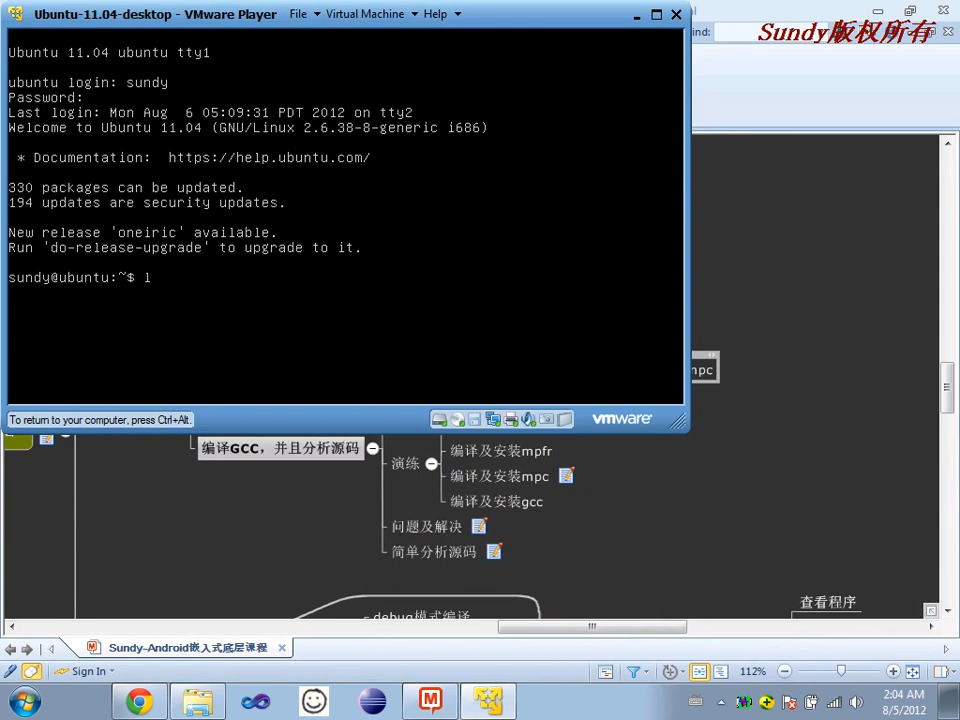 Ubuntu-11.04-desktop - VMware Player File Virtual Machine Help
Sundy版权所有
Ubuntu 11.04 ubuntu tty1
ubuntu login: sundy
Password:
Last login: Mon Aug 6 05:09:31 PDT 2012 on tty2
Welcome to Ubuntu 11.04 (GNU/Linux 2.6.38-8-generic i686)
* Documentation: https://help.ubuntu.com/
330 packages can be updated.
194 updates are security updates.
New release 'oneiric' available.
Run 'do-release-upgrade' to upgrade to it.
sundy@ubuntu:~$ l
mpc
To return to your computer, press Ctrl+Alt.
vmware
编译GCC，并且分析源码
演练
编译及安装mpfr
编译及安装mpc
编译及安装gcc
问题及解决
简单分析源码
debug模式编译
查看程序
Sundy-Android嵌入式底层课程
Sign In
112%
2:04 AM
8/5/2012